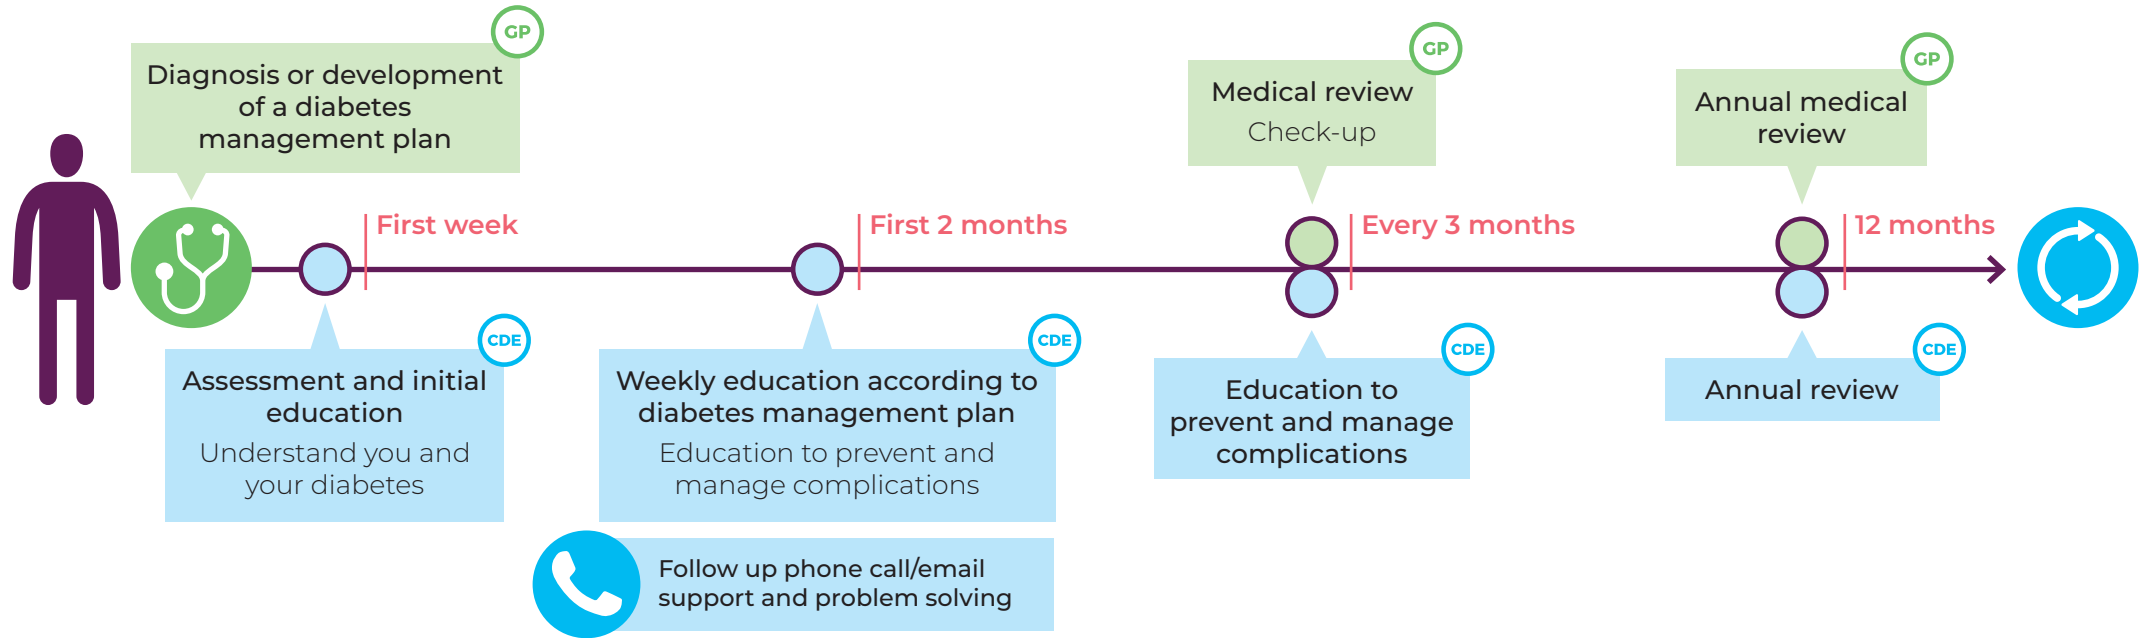 GP
Diagnosis or development
of a diabetes
management plan
GP
Medical review
Check-up
GP
Annual medical
review
First week
First 2 months
Every 3 months
12 months
CDE
Assessment and initial
education
Understand you and
your diabetes
CDE
Weekly education according to
diabetes management plan
Education to prevent and
manage complications
Follow up phone call/email
support and problem solving
CDE
Education to
prevent and manage
complications
CDE
Annual review